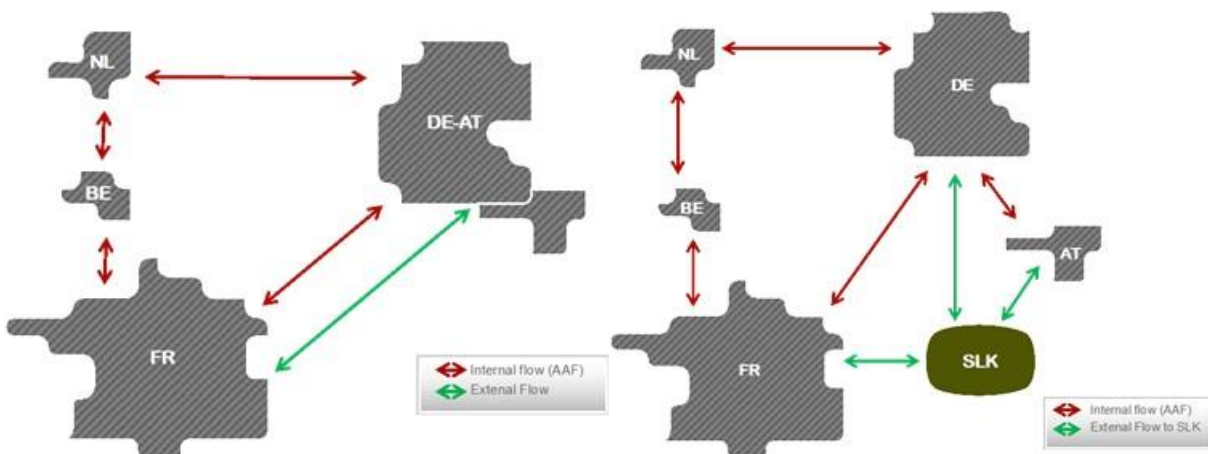 NL
DE-AT
BE
FR
Internal flow (AAF)
Extenal Flow
NL
DE
BE
AT
FR
SLK
Internal flow (AAF)
Extenal Flow to SLK